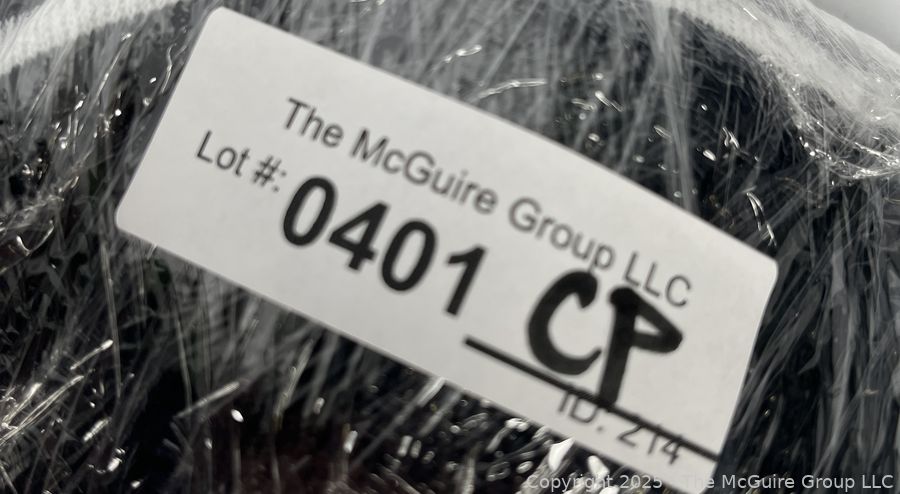 The McGuire Group LLC
Lot #: 0401 CP
ID: 214
Copyright 2025 - The McGuire Group LLC